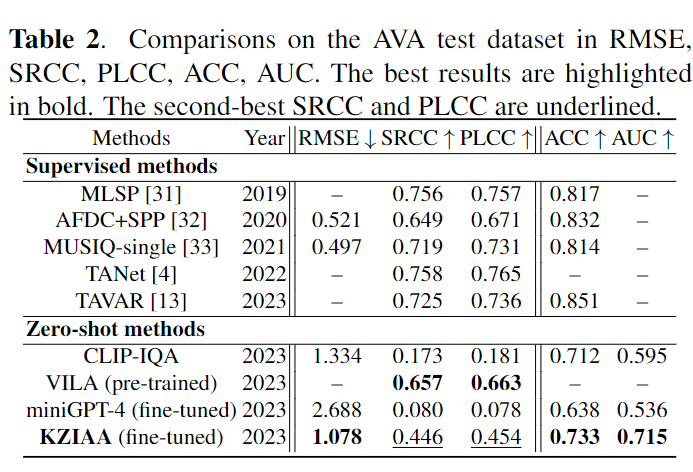 Table 2. Comparisons on the AVA test dataset in RMSE,
SRCC, PLCC, ACC, AUC. The best results are highlighted
in bold. The second-best SRCC and PLCC are underlined.
Methods Year RMSE ↓ SRCC ↑ PLCC ↑ ACC ↑ AUC ↑
Supervised methods
MLSP [31] 2019 – 0.756 0.757 0.817 –
AFDC+SPP [32] 2020 0.521 0.649 0.671 0.832 –
MUSIQ-single [33] 2021 0.497 0.719 0.731 0.814 –
TANet [4] 2022 – 0.758 0.765 – –
TAVAR [13] 2023 – 0.725 0.736 0.851 –
Zero-shot methods
CLIP-IQA 2023 1.334 0.173 0.181 0.712 0.595
VILA (pre-trained) 2023 – 0.657 0.663 – –
miniGPT-4 (fine-tuned) 2023 2.688 0.080 0.078 0.638 0.536
KZIAA (fine-tuned) 2023 1.078 0.446 0.454 0.733 0.715